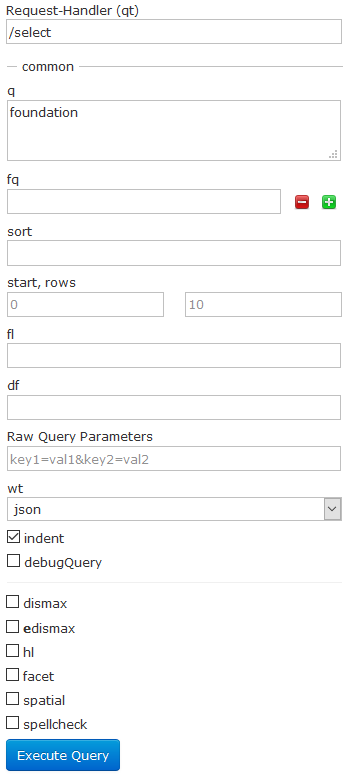 Request-Handler (qt)
/select
common
q
foundation
fq
sort
start, rows
0 10
fl
df
Raw Query Parameters
key1=val1&key2=val2
wt
json
indent
debugQuery
dismax
edismax
hl
facet
spatial
spellcheck
Execute Query